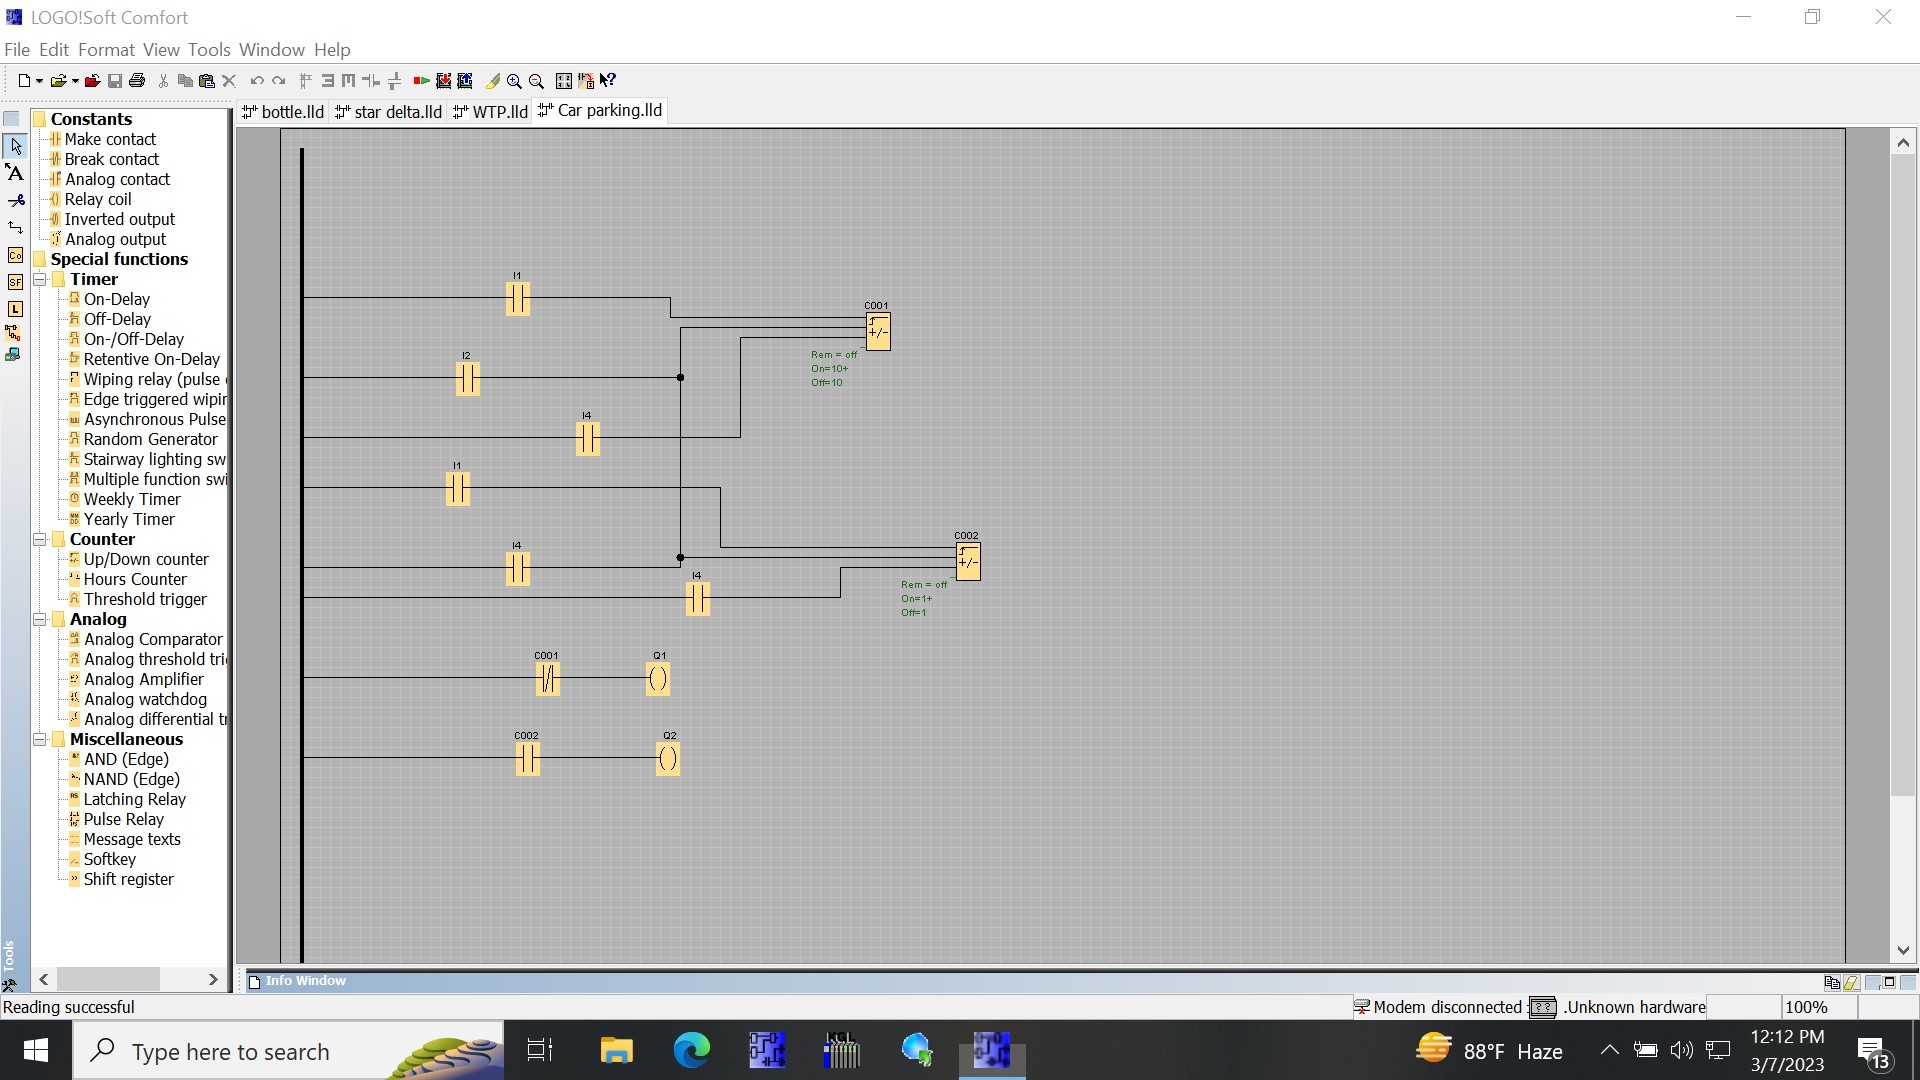 LOGO!Soft Comfort
File Edit Format View Tools Window Help
bottle.lld star delta.lld WTP.lld Car parking.lld
Constants
Make contact
Break contact
Analog contact
Relay coil
Inverted output
Analog output
Special functions
Timer
On-Delay
Off-Delay
On-/Off-Delay
Retentive On-Delay
Wiping relay (pulse
Edge triggered wipin
Asynchronous Pulse
Random Generator
Stairway lighting sw
Multiple function swi
Weekly Timer
Yearly Timer
Counter
Up/Down counter
Hours Counter
Threshold trigger
Analog
Analog Comparator
Analog threshold tri
Analog Amplifier
Analog watchdog
Analog differential t
Miscellaneous
AND (Edge)
NAND (Edge)
Latching Relay
Pulse Relay
Message texts
Softkey
Shift register
Co
SF
L
Tools
I1
C001
+/-
Rem = off
On=10+
Off=10
I2
I4
I1
C002
+/-
Rem = off
On=1+
Off=1
I4
I4
C001 Q1
C002 Q2
Info Window
Reading successful
Modem disconnected
?? .Unknown hardware
100%
Type here to search
KGL
88°F Haze
12:12 PM
3/7/2023
13